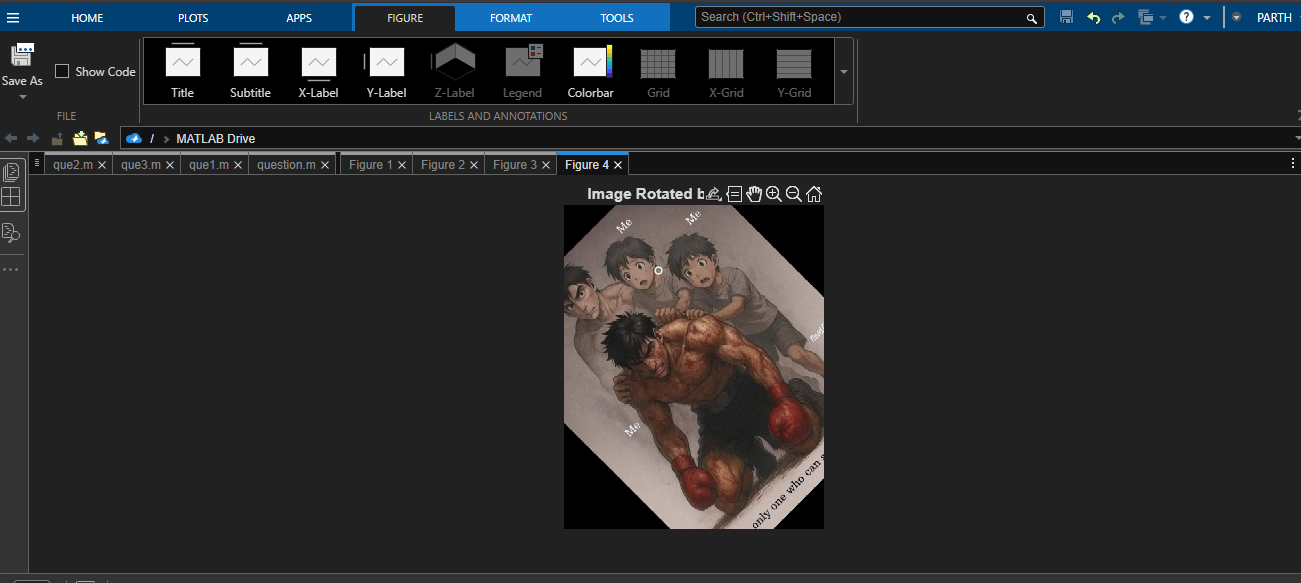 HOME PLOTS APPS FIGURE FORMAT TOOLS Search (Ctrl+Shift+Space) PARTH
Save As
Show Code
Title Subtitle X-Label Y-Label Z-Label Legend Colorbar Grid X-Grid Y-Grid
FILE LABELS AND ANNOTATIONS
/ MATLAB Drive
que2.m que3.m que1.m question.m Figure 1 Figure 2 Figure 3 Figure 4
Image Rotated b
Me
Me
Me
only one who can